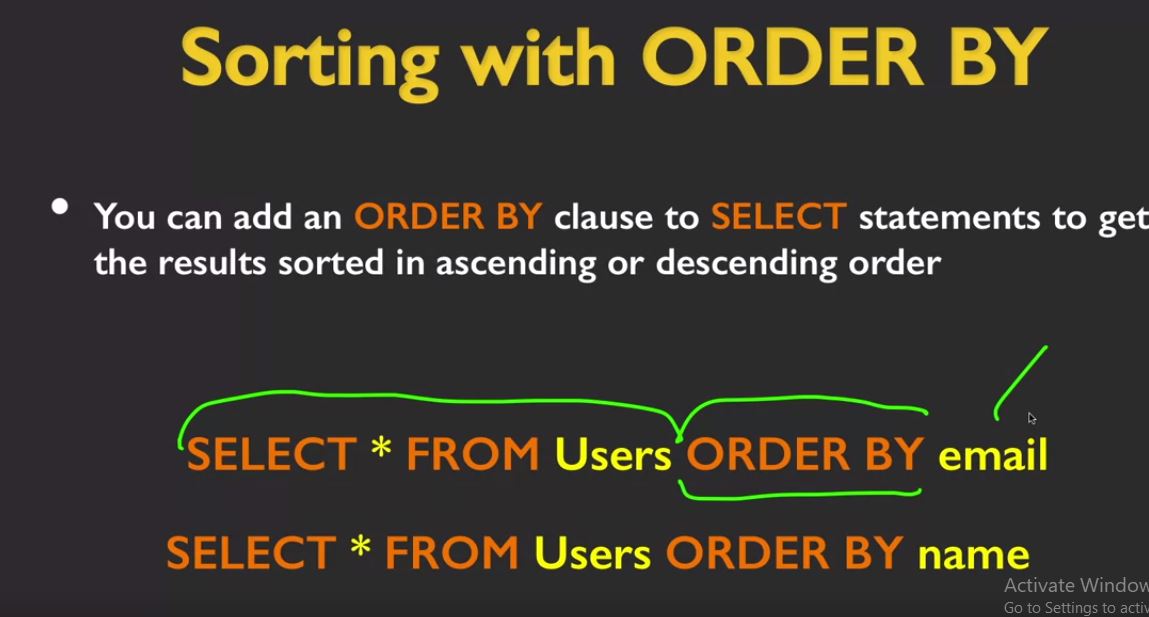 Sorting with ORDER BY
• You can add an ORDER BY clause to SELECT statements to get
the results sorted in ascending or descending order
SELECT * FROM Users ORDER BY email
SELECT * FROM Users ORDER BY name
Activate Window
Go to Settings to activ